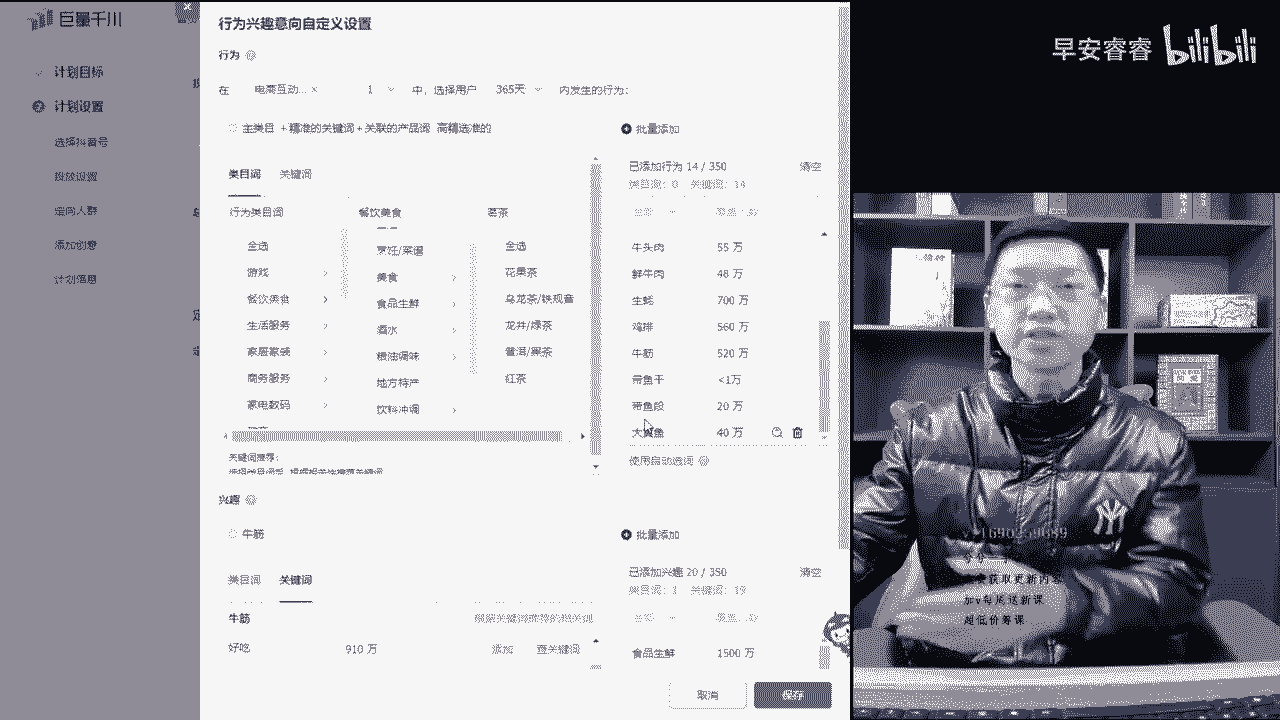 巨量千川
计划目标
计划设置
选择抖音号
投放设置
定向人群
添加创意
计划信息
行为兴趣意向自定义设置
行为
在 电商互动... × 1 中，选择用户 365天 内发生的行为：
主类目 +精准的关键词+关联的产品词 高精选准的
批量添加
已添加行为 14 / 350 清空
类目词：0 关键词：14
类目词 关键词
行为类目词 餐饮美食 茗茶
全选
游戏
餐饮美食
生活服务
家居家装
商务服务
家电数码
烹饪/菜谱
美食
食品生鲜
酒水
粮油调味
地方特产
饮料冲调
全选
花果茶
乌龙茶/铁观音
龙井/绿茶
普洱/黑茶
红茶
牛头肉 55 万
鲜牛肉 48 万
生蚝 700 万
鸡排 560 万
牛筋 520 万
带鱼干 <1万
带鱼段 20 万
大黄鱼 40 万
关键词推荐：
使用启动选词
兴趣
牛筋
批量添加
已添加兴趣 20 / 350 清空
类目词：1 关键词：19
类目词 关键词
牛筋
好吃 910 万 添加
食品生鲜 1500 万
取消 保存
早安睿睿 bilibili
加v每周送新课
超低价筹课